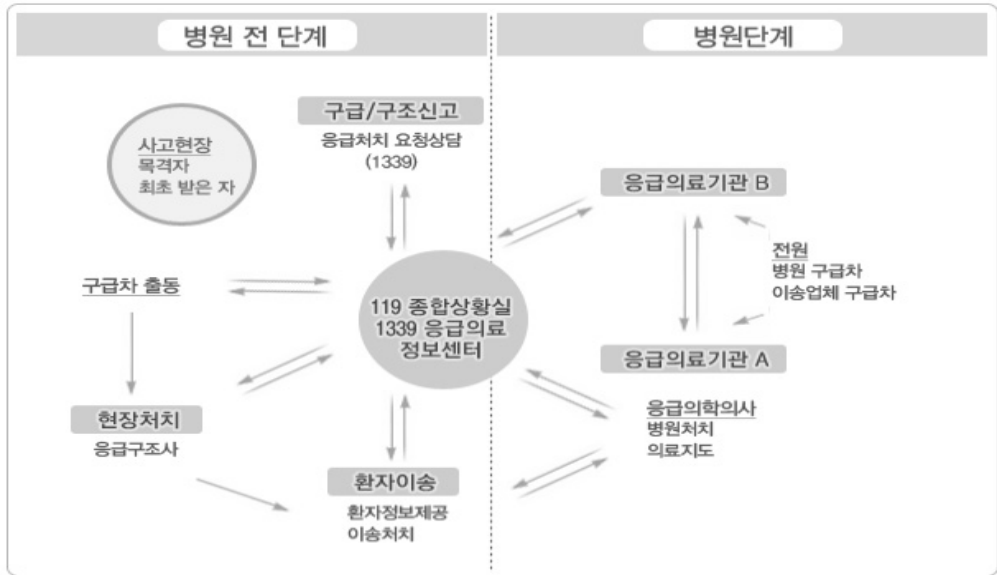 병원 전 단계
병원단계
구급/구조신고
응급처치 요청상담
(1339)
사고현장
목격자
최초 받은 자
응급의료기관 B
전원
병원 구급차
이송업체 구급차
구급차 출동
119 종합상황실
1339 응급의료
정보센터
응급의료기관 A
현장처치
응급구조사
응급의학의사
병원처치
의료지도
환자이송
환자정보제공
이송처치